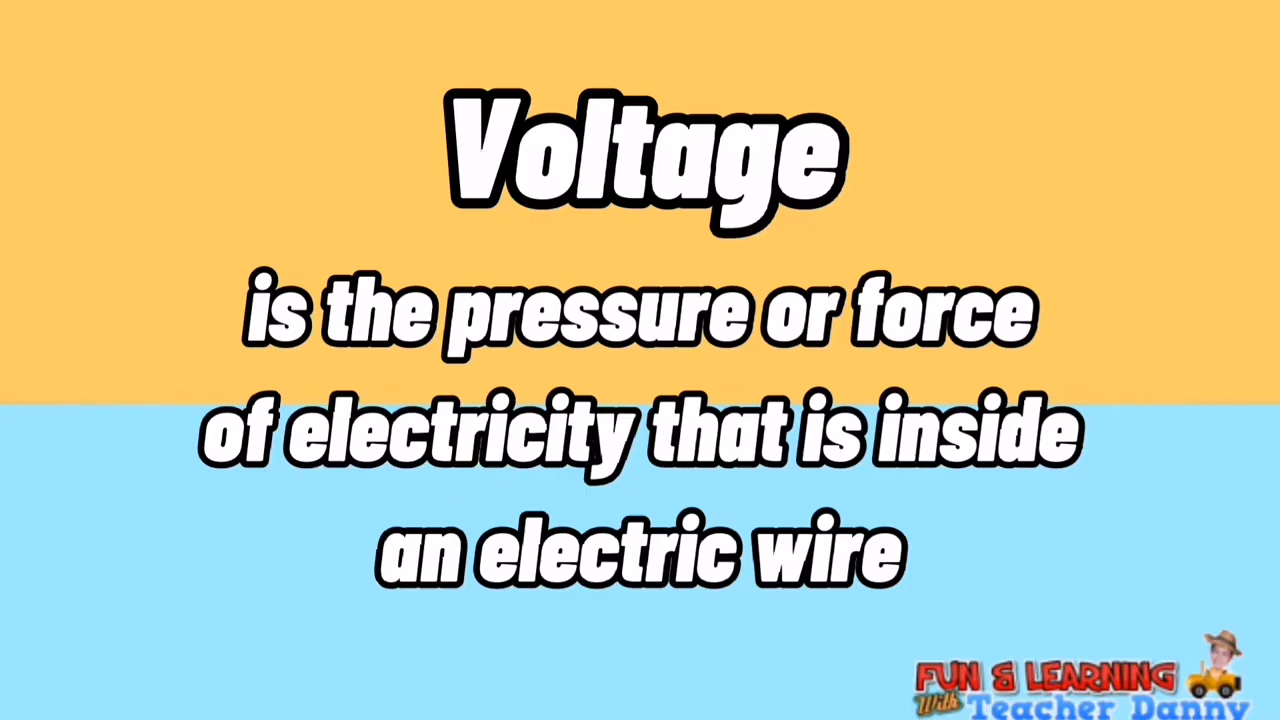 Voltage
is the pressure or force
of electricity that is inside
an electric wire
FUN & LEARNING
With Teacher Danny